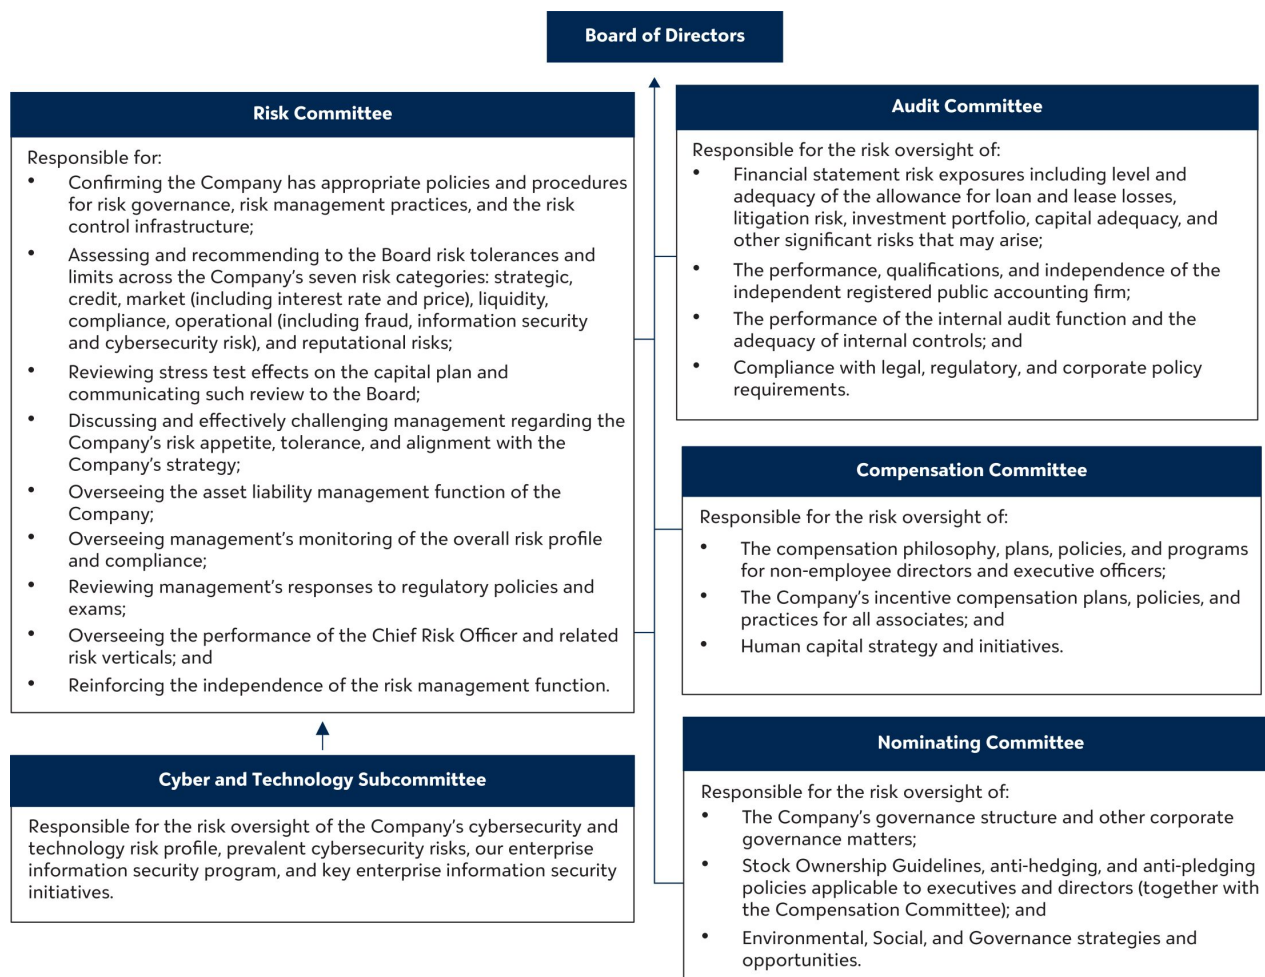 Board of Directors
Risk Committee
Responsible for:
• Confirming the Company has appropriate policies and procedures
for risk governance, risk management practices, and the risk
control infrastructure;
• Assessing and recommending to the Board risk tolerances and
limits across the Company's seven risk categories: strategic,
credit, market (including interest rate and price), liquidity,
compliance, operational (including fraud, information security
and cybersecurity risk), and reputational risks;
• Reviewing stress test effects on the capital plan and
communicating such review to the Board;
• Discussing and effectively challenging management regarding the
Company's risk appetite, tolerance, and alignment with the
Company's strategy;
• Overseeing the asset liability management function of the
Company;
• Overseeing management's monitoring of the overall risk profile
and compliance;
• Reviewing management's responses to regulatory policies and
exams;
• Overseeing the performance of the Chief Risk Officer and related
risk verticals; and
• Reinforcing the independence of the risk management function.
Cyber and Technology Subcommittee
Responsible for the risk oversight of the Company's cybersecurity and
technology risk profile, prevalent cybersecurity risks, our enterprise
information security program, and key enterprise information security
initiatives.
Audit Committee
Responsible for the risk oversight of:
• Financial statement risk exposures including level and
adequacy of the allowance for loan and lease losses,
litigation risk, investment portfolio, capital adequacy, and
other significant risks that may arise;
• The performance, qualifications, and independence of the
independent registered public accounting firm;
• The performance of the internal audit function and the
adequacy of internal controls; and
• Compliance with legal, regulatory, and corporate policy
requirements.
Compensation Committee
Responsible for the risk oversight of:
• The compensation philosophy, plans, policies, and programs
for non-employee directors and executive officers;
• The Company's incentive compensation plans, policies, and
practices for all associates; and
• Human capital strategy and initiatives.
Nominating Committee
Responsible for the risk oversight of:
• The Company's governance structure and other corporate
governance matters;
• Stock Ownership Guidelines, anti-hedging, and anti-pledging
policies applicable to executives and directors (together with
the Compensation Committee); and
• Environmental, Social, and Governance strategies and
opportunities.